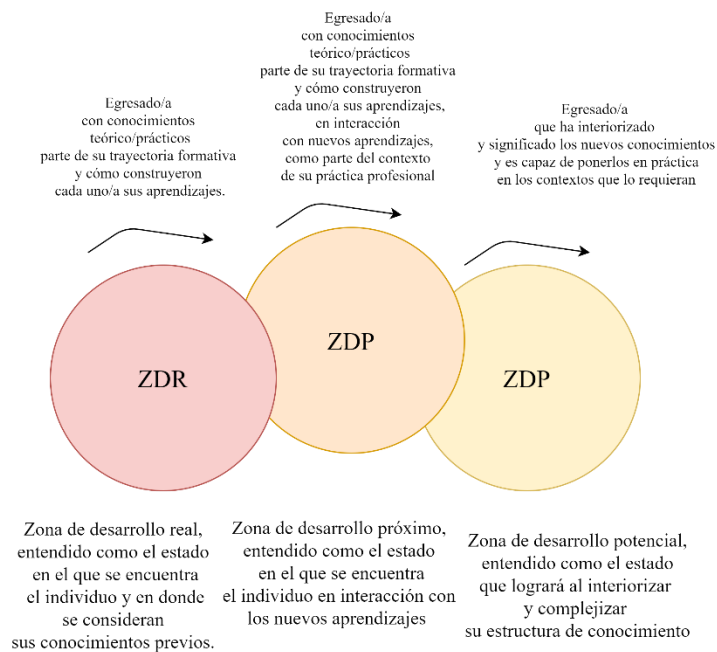 Egresado/a
con conocimientos
teórico/prácticos
parte de su trayectoria formativa
y cómo construyeron
cada uno/a sus aprendizajes.
Egresado/a
con conocimientos
teórico/prácticos
parte de su trayectoria formativa
y cómo construyeron
cada uno/a sus aprendizajes,
en interacción
con nuevos aprendizajes,
como parte del contexto
de su práctica profesional
Egresado/a
que ha interiorizado
y significado los nuevos conocimientos
y es capaz de ponerlos en práctica
en los contextos que lo requieran
ZDR
ZDP
ZDP
Zona de desarrollo real,
entendido como el estado
en el que se encuentra
el individuo y en donde
se consideran
sus conocimientos previos.
Zona de desarrollo próximo,
entendido como el estado
en el que se encuentra
el individuo en interacción con
los nuevos aprendizajes
Zona de desarrollo potencial,
entendido como el estado
que logrará al interiorizar
y complejizar
su estructura de conocimiento